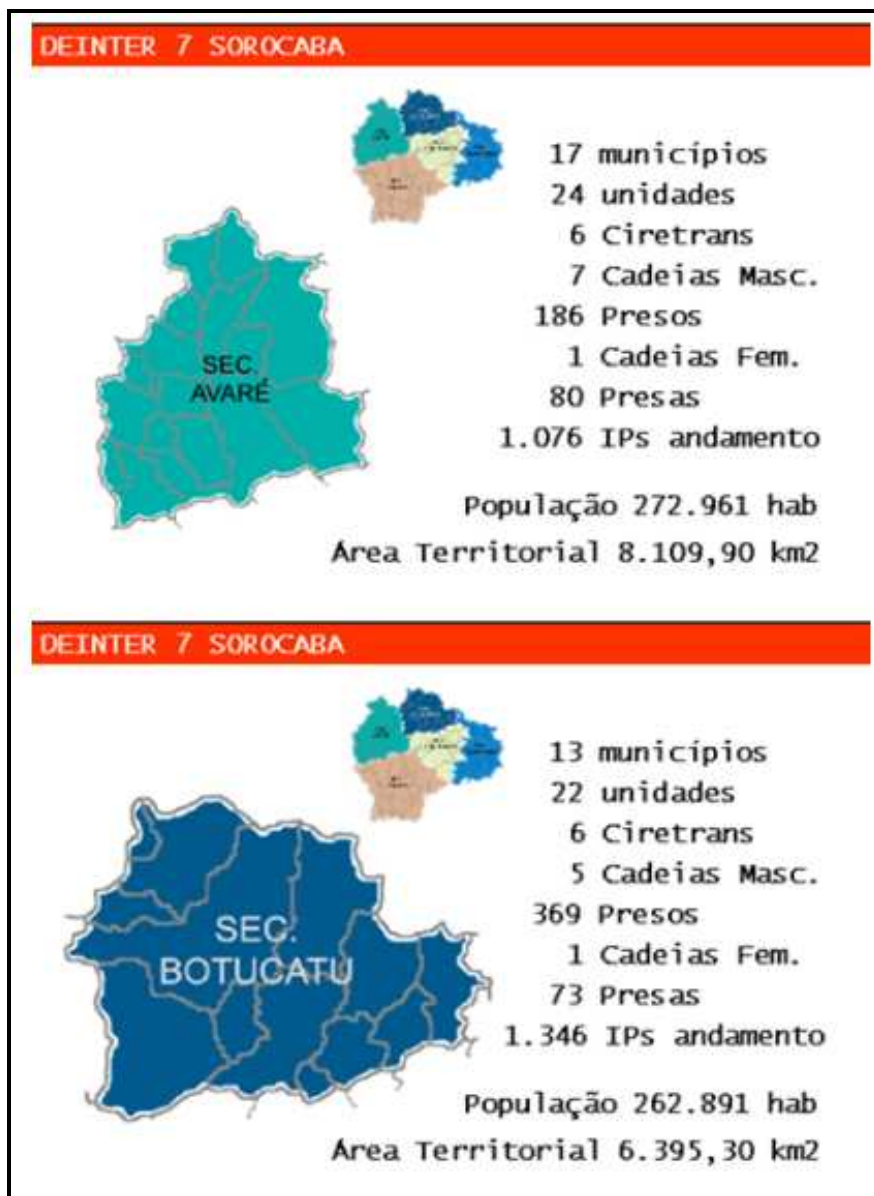 DEINTER 7 SOROCABA
17 municípios
24 unidades
6 Ciretrans
7 Cadeias Masc.
186 Presos
SEC.
AVARÉ
1 Cadeias Fem.
80 Presas
1.076 IPs andamento
População 272.961 hab
Área Territorial 8.109,90 km2
DEINTER 7 SOROCABA
13 municípios
22 unidades
6 Ciretrans
5 Cadeias Masc.
369 Presos
SEC.
BOTUCATU
1 Cadeias Fem.
73 Presas
1.346 IPs andamento
População 262.891 hab
Área Territorial 6.395,30 km2